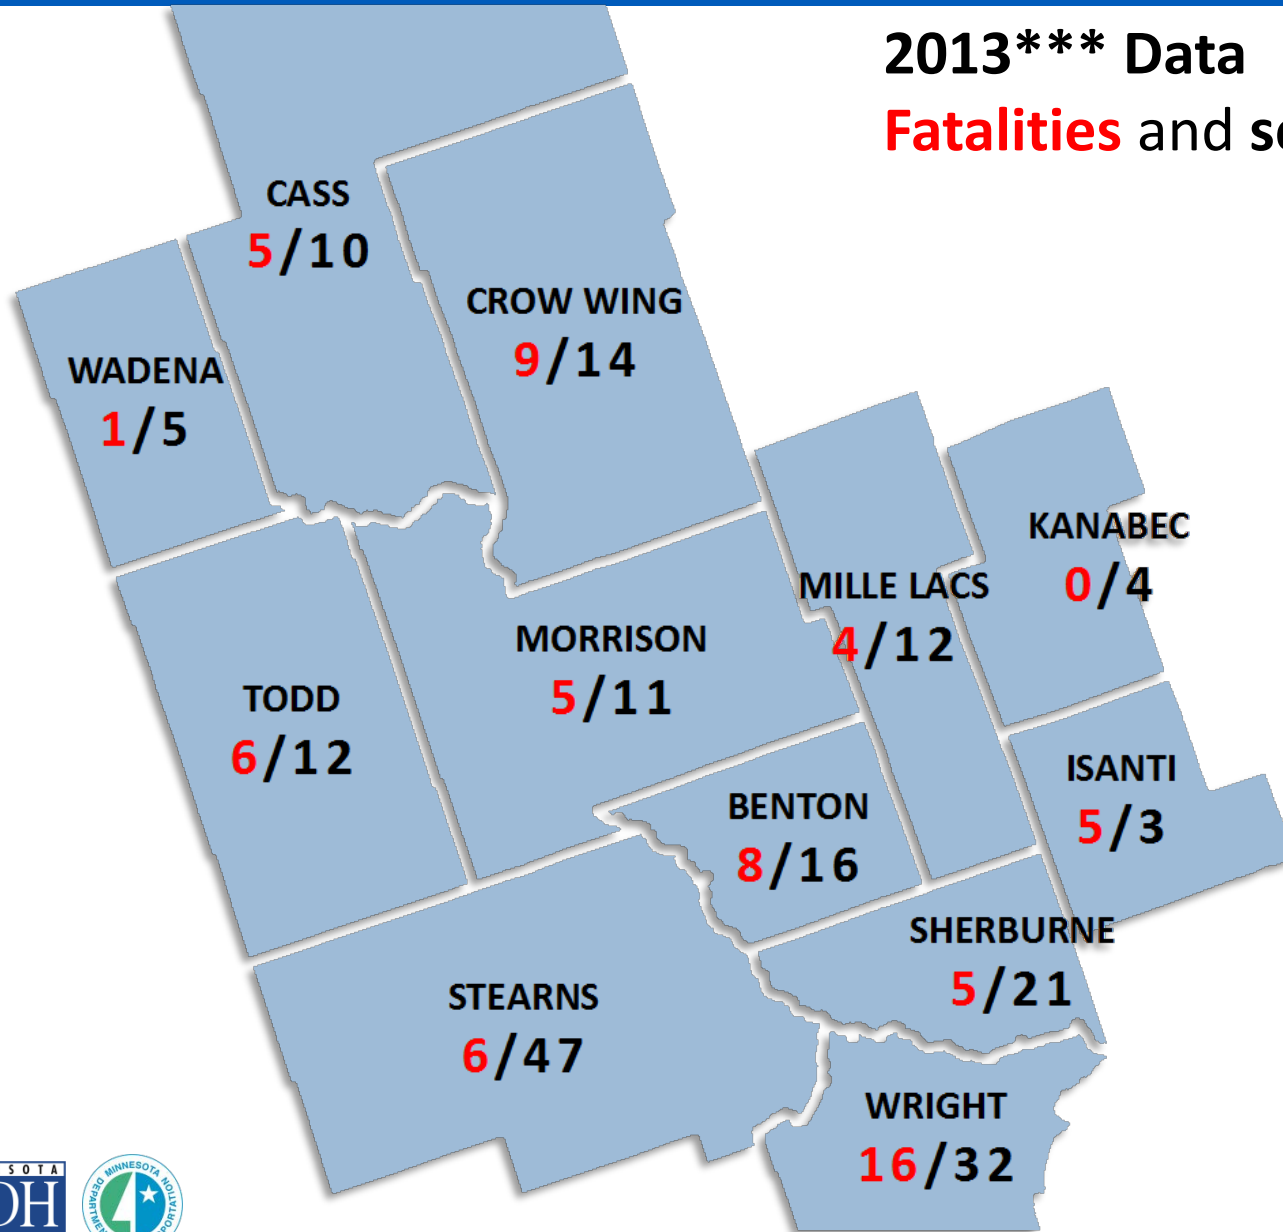 2013*** Data
Fatalities and
CASS
5/10
CROW WING
9/14
WADENA
1/5
KANABEC
0/4
MILLE LACS
4/12
MORRISON
5/11
TODD
6/12
ISANTI
5/3
BENTON
8/16
SHERBURNE
5/21
STEARNS
6/47
WRIGHT
16/32
MINNESOTA